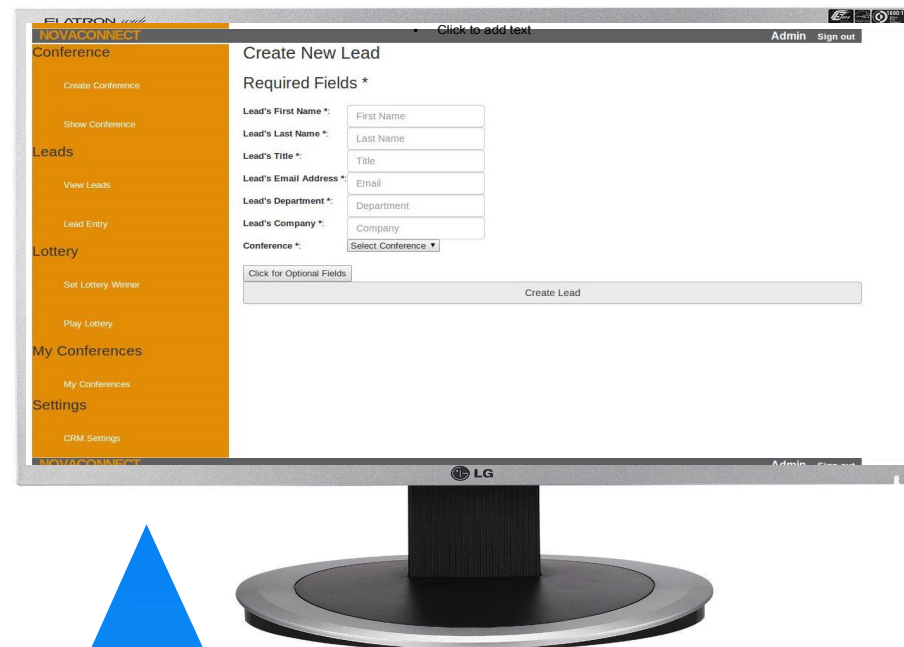 FLATRON wide
NOVACONNECT
• Click to add text
Admin Sign out
Conference
Create Conference
Show Conference
Leads
View Leads
Lead Entry
Lottery
Set Lottery Winner
Play Lottery
My Conferences
My Conferences
Settings
CRM Settings
Create New Lead
Required Fields *
Lead's First Name *: First Name
Lead's Last Name *: Last Name
Lead's Title *: Title
Lead's Email Address *: Email
Lead's Department *: Department
Lead's Company *: Company
Conference *: Select Conference ▼
Click for Optional Fields
Create Lead
NOVACONNECT
Admin Sign out
LG